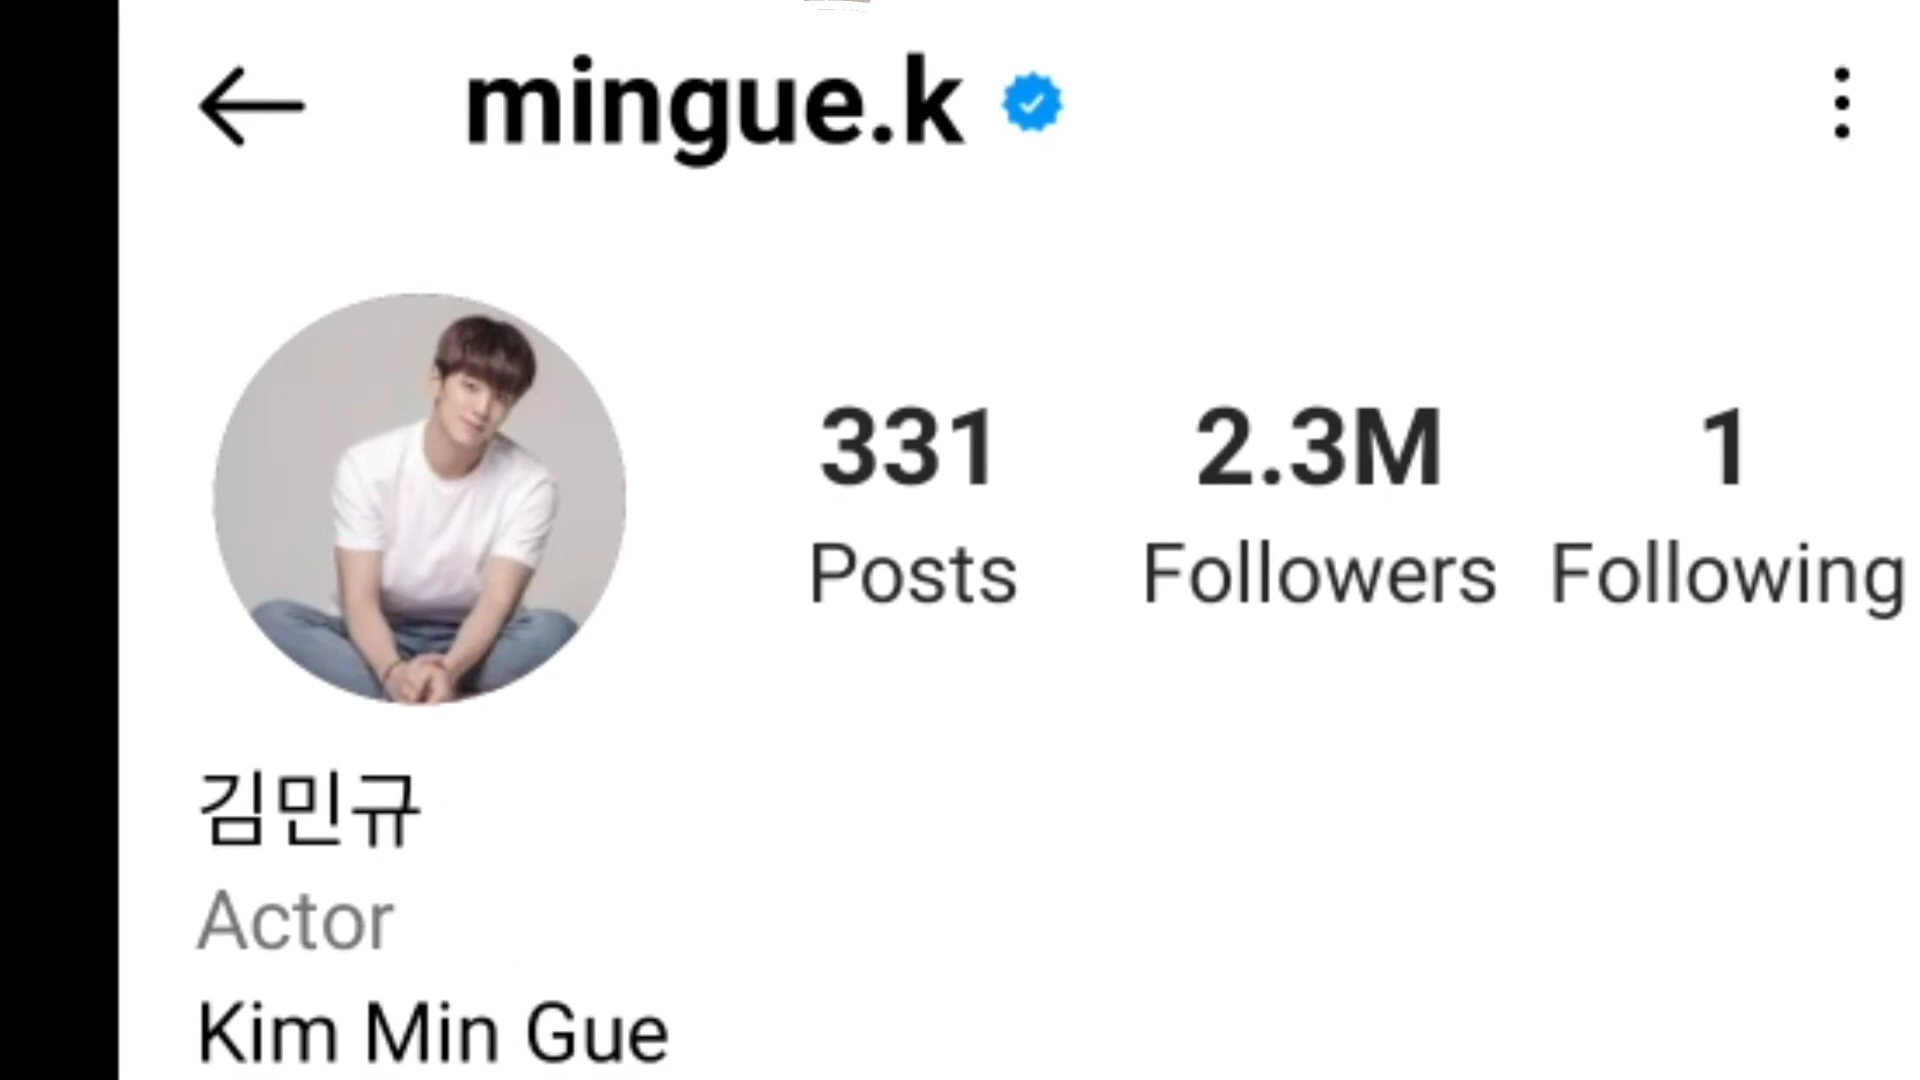 mingue.k
331 2.3M 1
Posts Followers Following
김민규
Actor
Kim Min Gue